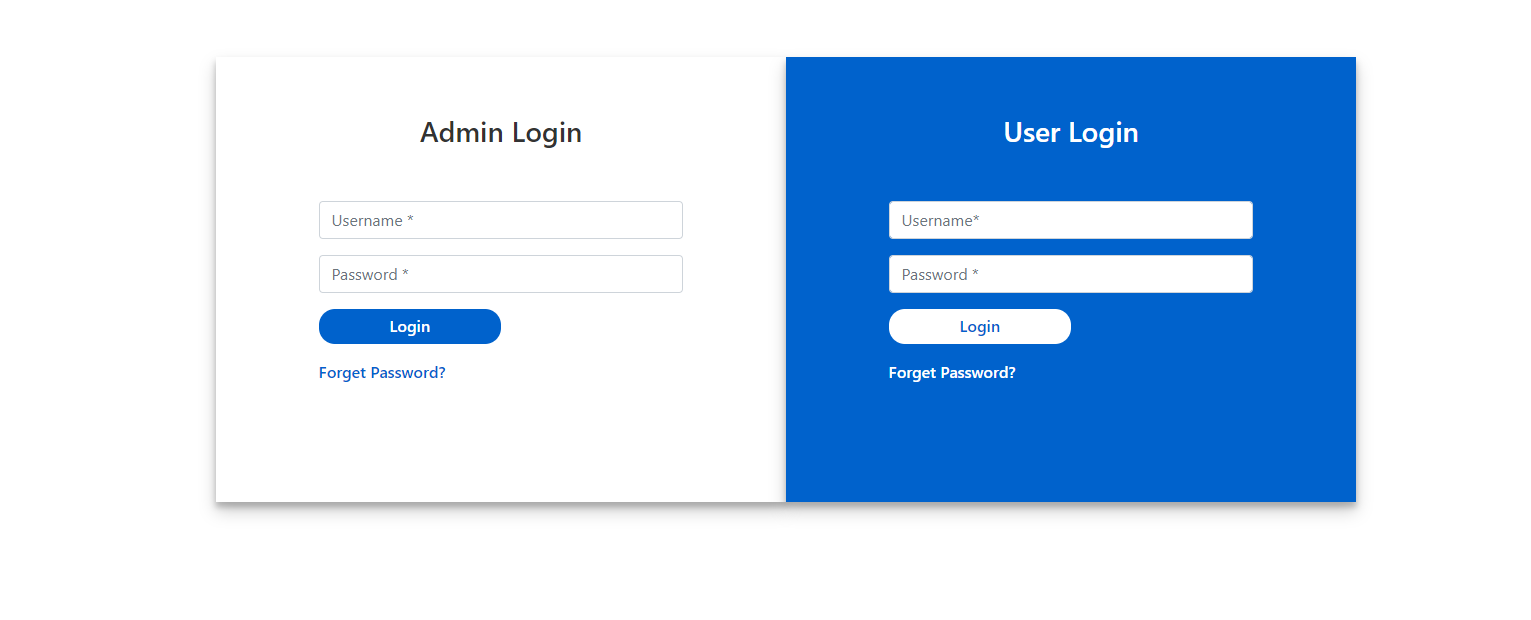 Admin Login
Username *
Password *
Login
Forget Password?
User Login
Username*
Password *
Login
Forget Password?